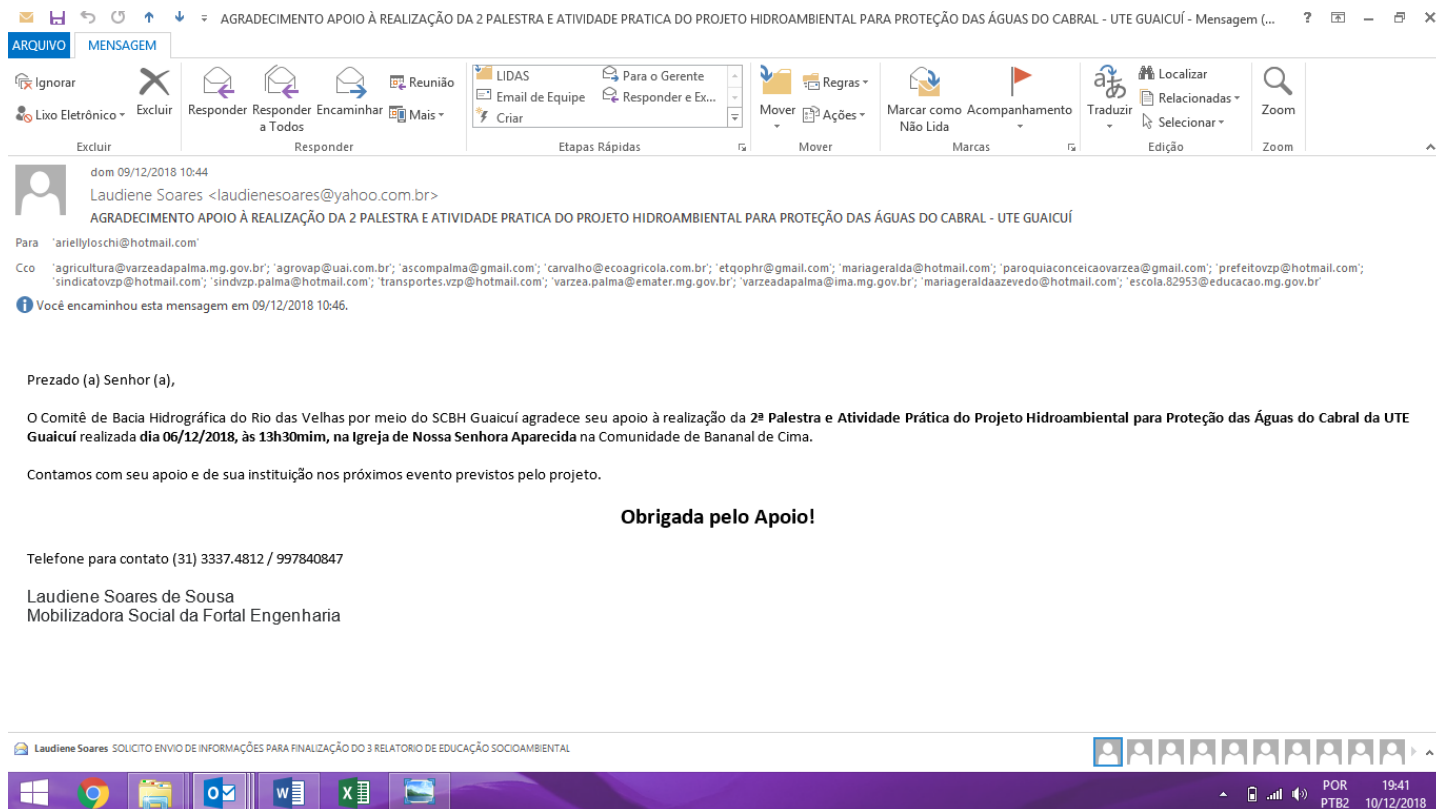 AGRADECIMENTO APOIO À REALIZAÇÃO DA 2 PALESTRA E ATIVIDADE PRATICA DO PROJETO HIDROAMBIENTAL PARA PROTEÇÃO DAS ÁGUAS DO CABRAL - UTE GUAICUÍ - Mensagem (...
ARQUIVO MENSAGEM
Ignorar
Lixo Eletrônico
Excluir
Excluir
Responder
Responder a Todos
Encaminhar
Reunião
Mais
Responder
LIDAS
Para o Gerente
Email de Equipe
Responder e Ex...
Criar
Etapas Rápidas
Mover
Regras
Ações
Mover
Marcar como Não Lida
Acompanhamento
Marcas
Traduzir
Localizar
Relacionadas
Selecionar
Edição
Zoom
Zoom
dom 09/12/2018 10:44
Laudiene Soares <laudienesoares@yahoo.com.br>
AGRADECIMENTO APOIO À REALIZAÇÃO DA 2 PALESTRA E ATIVIDADE PRATICA DO PROJETO HIDROAMBIENTAL PARA PROTEÇÃO DAS ÁGUAS DO CABRAL - UTE GUAICUÍ
Para 'ariellyloschi@hotmail.com'
Cco 'agricultura@varzeadapalma.mg.gov.br'; 'agrovap@uai.com.br'; 'ascompalma@gmail.com'; 'carvalho@ecoagricola.com.br'; 'etqophr@gmail.com'; 'mariageralda@hotmail.com'; 'paroquiaconceicaovarzea@gmail.com'; 'prefeitovzp@hotmail.com';
'sindicatovzp@hotmail.com'; 'sindvzp.palma@hotmail.com'; 'transportes.vzp@hotmail.com'; 'varzea.palma@emater.mg.gov.br'; 'varzeadapalma@ima.mg.gov.br'; 'mariageraldaazevedo@hotmail.com'; 'escola.82953@educacao.mg.gov.br'
Você encaminhou esta mensagem em 09/12/2018 10:46.
Prezado (a) Senhor (a),
O Comitê de Bacia Hidrográfica do Rio das Velhas por meio do SCBH Guaicuí agradece seu apoio à realização da 2ª Palestra e Atividade Prática do Projeto Hidroambiental para Proteção das Águas do Cabral da UTE
Guaicuí realizada dia 06/12/2018, às 13h30mim, na Igreja de Nossa Senhora Aparecida na Comunidade de Bananal de Cima.
Contamos com seu apoio e de sua instituição nos próximos evento previstos pelo projeto.
Obrigada pelo Apoio!
Telefone para contato (31) 3337.4812 / 997840847
Laudiene Soares de Sousa
Mobilizadora Social da Fortal Engenharia
Laudiene Soares SOLICITO ENVIO DE INFORMAÇÕES PARA FINALIZAÇÃO DO 3 RELATORIO DE EDUCAÇÃO SOCIOAMBIENTAL
POR 19:41
PTB2 10/12/2018